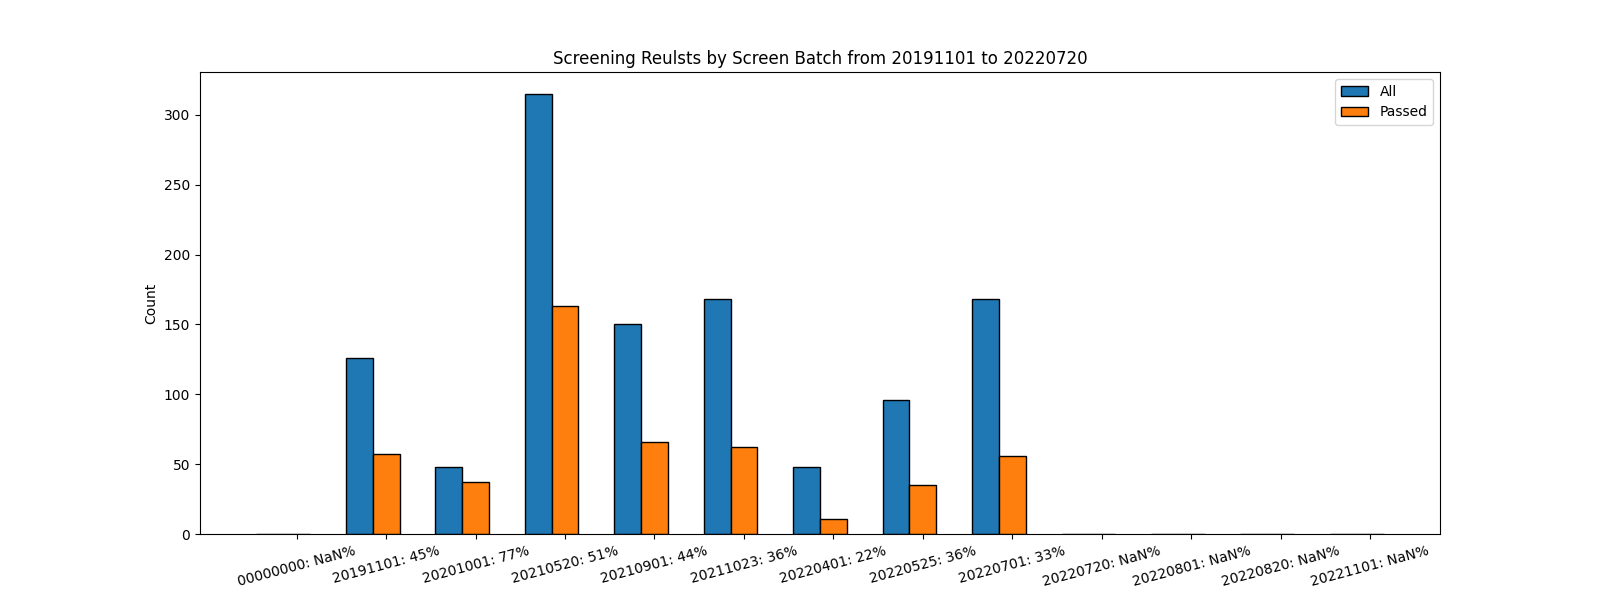 Screening Reulsts by Screen Batch from 20191101 to 20220720
All
Passed
Count
300
250
200
150
100
50
0
00000000: NaN%
20191101: 45%
20201001: 77%
20210520: 51%
20210901: 44%
20211023: 36%
20220401: 22%
20220525: 36%
20220701: 33%
20220720: NaN%
20220801: NaN%
20220820: NaN%
20221101: NaN%